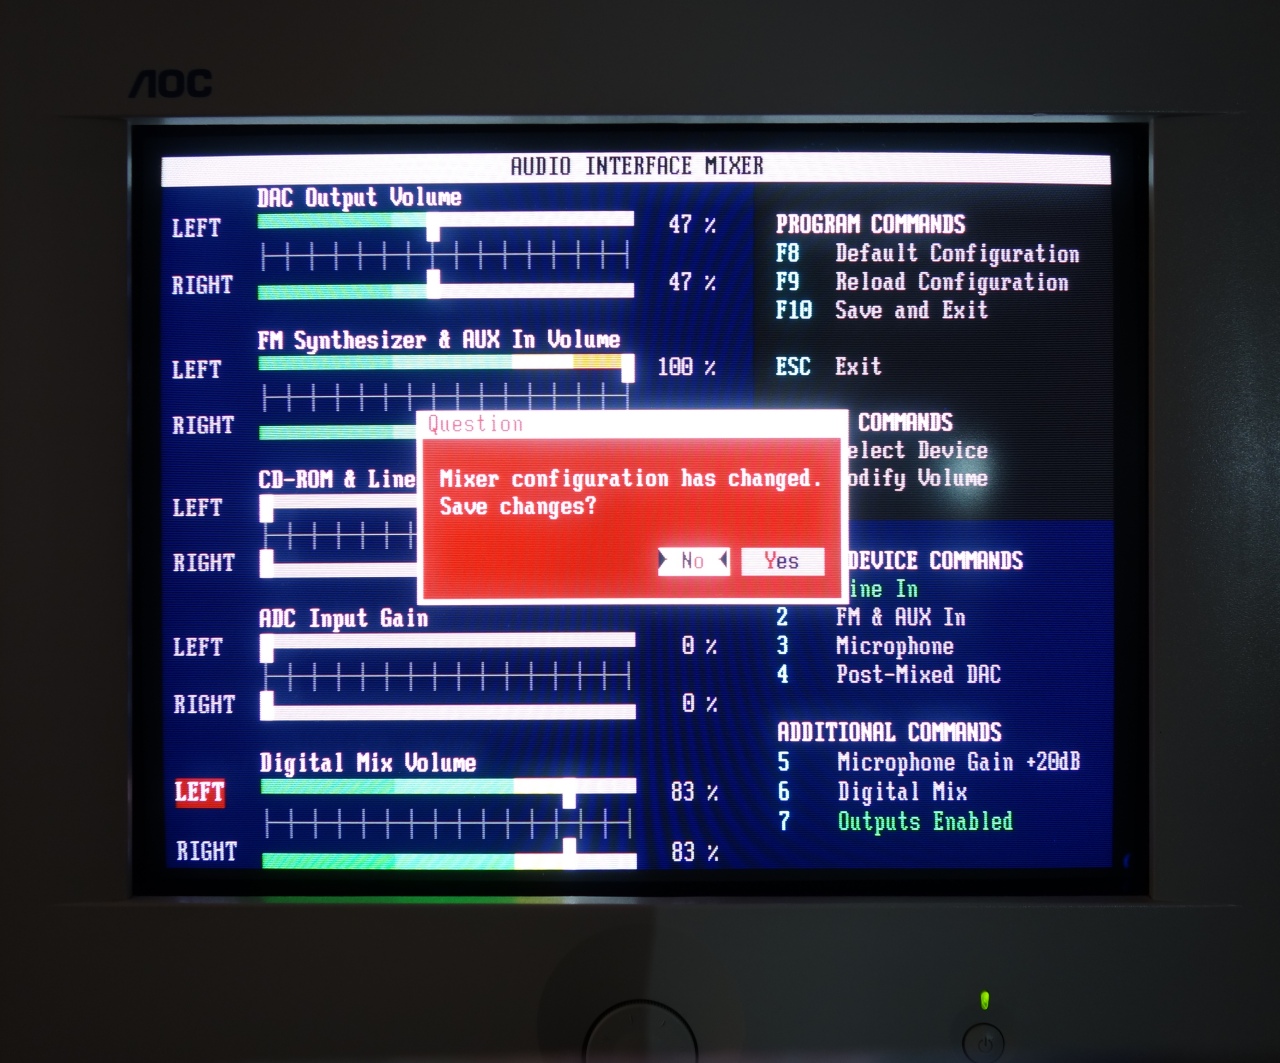 AOC
AUDIO INTERFACE MIXER
DAC Output Volume
LEFT 47 %
RIGHT 47 %
FM Synthesizer & AUX In Volume
LEFT 100 %
RIGHT
CD-ROM & Line
LEFT
RIGHT
ADC Input Gain
LEFT 0 %
RIGHT 0 %
Digital Mix Volume
LEFT 83 %
RIGHT 83 %
Question
Mixer configuration has changed.
Save changes?
No Yes
PROGRAM COMMANDS
F8 Default Configuration
F9 Reload Configuration
F10 Save and Exit
ESC Exit
COMMANDS
elect Device
odify Volume
DEVICE COMMANDS
ine In
2 FM & AUX In
3 Microphone
4 Post-Mixed DAC
ADDITIONAL COMMANDS
5 Microphone Gain +20dB
6 Digital Mix
7 Outputs Enabled